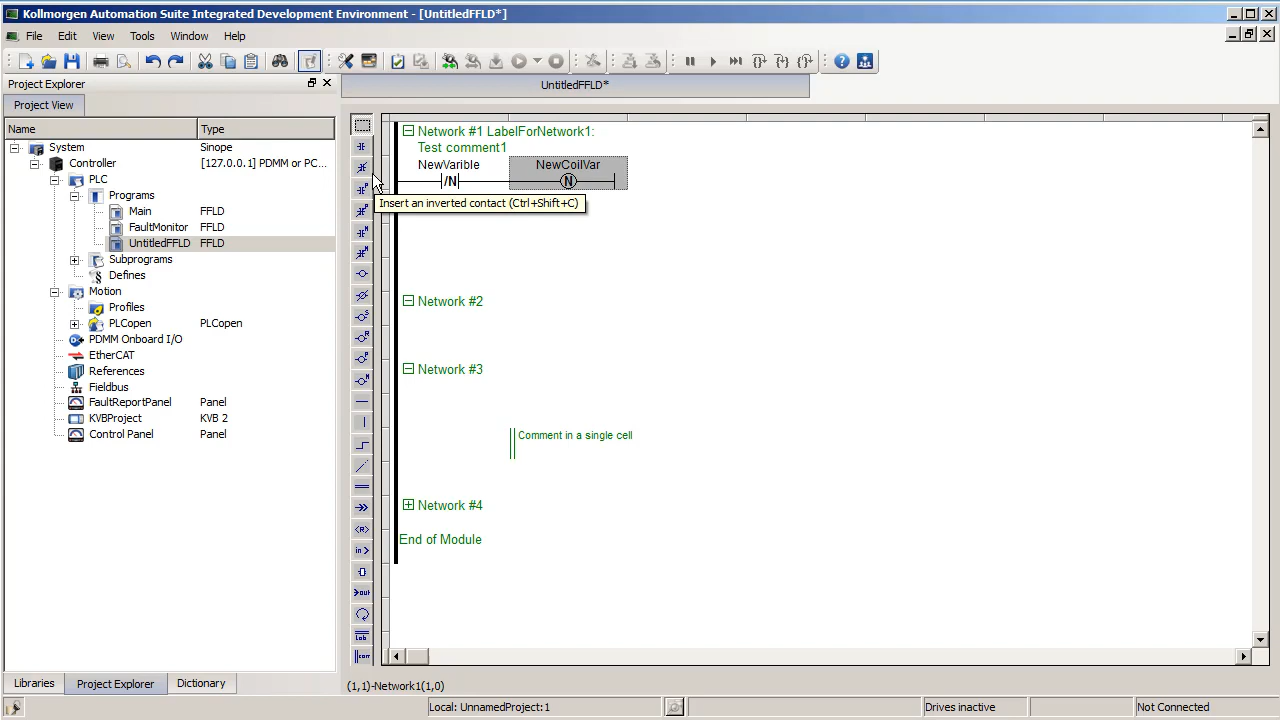 Kollmorgen Automation Suite Integrated Development Environment - [UntitledFFLD*]
File Edit View Tools Window Help
Project Explorer
UntitledFFLD*
Project View
Name Type
System Sinope
Controller [127.0.0.1] PDMM or PC...
PLC
Programs
Main FFLD
FaultMonitor FFLD
UntitledFFLD FFLD
Subprograms
Defines
Motion
Profiles
PLCopen PLCopen
PDMM Onboard I/O
EtherCAT
References
Fieldbus
FaultReportPanel Panel
KVBProject KVB 2
Control Panel Panel
Network #1 LabelForNetwork1:
Test comment1
NewVarible NewCoilVar
/N N
Insert an inverted contact (Ctrl+Shift+C)
Network #2
Network #3
Comment in a single cell
Network #4
End of Module
Libraries Project Explorer Dictionary
(1,1)-Network1(1,0)
Local: UnnamedProject:1 Drives inactive Not Connected